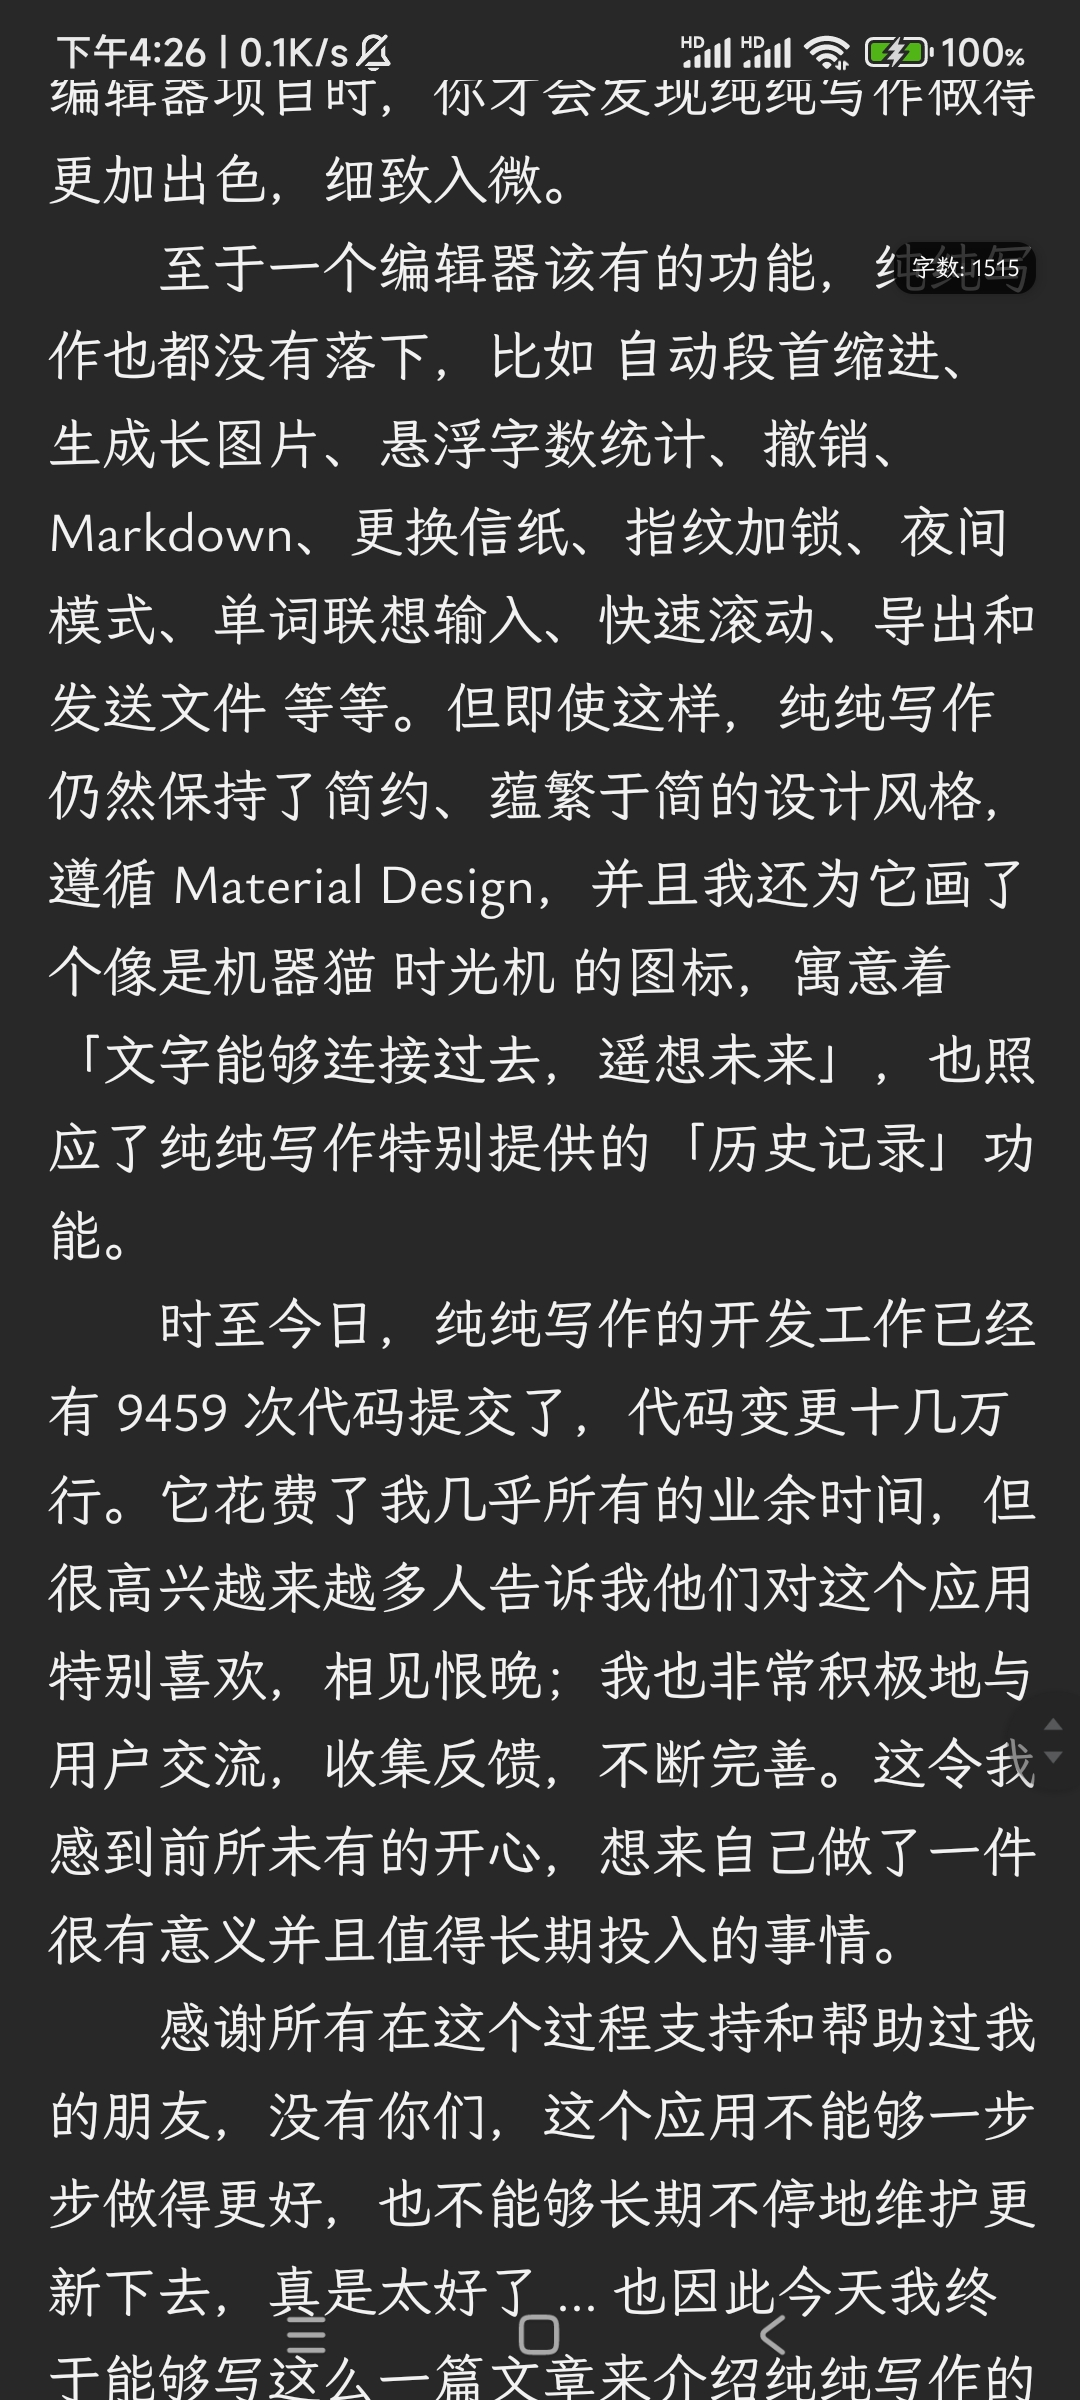 下午4:26 | 0.1K/s HD HD 100%
编辑器项目时，你才会发现纯纯写作做得
更加出色，细致入微。
至于一个编辑器该有的功能，纯纯写
字数: 1515
作也都没有落下，比如 自动段首缩进、
生成长图片、悬浮字数统计、撤销、
Markdown、更换信纸、指纹加锁、夜间
模式、单词联想输入、快速滚动、导出和
发送文件 等等。但即使这样，纯纯写作
仍然保持了简约、蕴繁于简的设计风格，
遵循 Material Design，并且我还为它画了
个像是机器猫 时光机 的图标，寓意着
「文字能够连接过去，遥想未来」，也照
应了纯纯写作特别提供的「历史记录」功
能。
时至今日，纯纯写作的开发工作已经
有 9459 次代码提交了，代码变更十几万
行。它花费了我几乎所有的业余时间，但
很高兴越来越多人告诉我他们对这个应用
特别喜欢，相见恨晚；我也非常积极地与
用户交流，收集反馈，不断完善。这令我
感到前所未有的开心，想来自己做了一件
很有意义并且值得长期投入的事情。
感谢所有在这个过程支持和帮助过我
的朋友，没有你们，这个应用不能够一步
步做得更好，也不能够长期不停地维护更
新下去，真是太好了 ... 也因此今天我终
于能够写这么一篇文章来介绍纯纯写作的